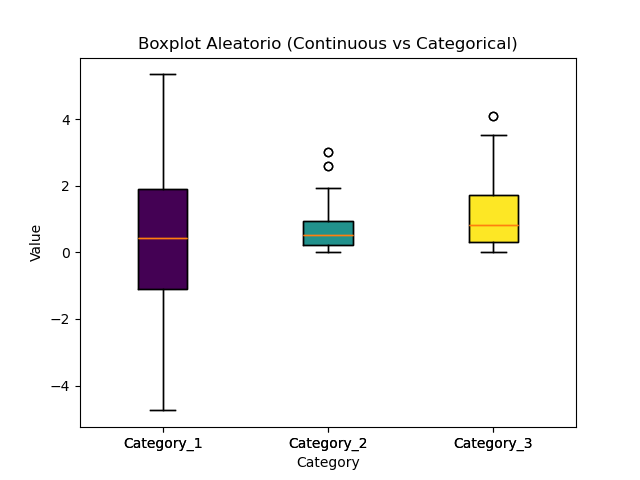 Boxplot Aleatorio (Continuous vs Categorical)
Value
4
2
0
−2
−4
Category_1 Category_2 Category_3
Category